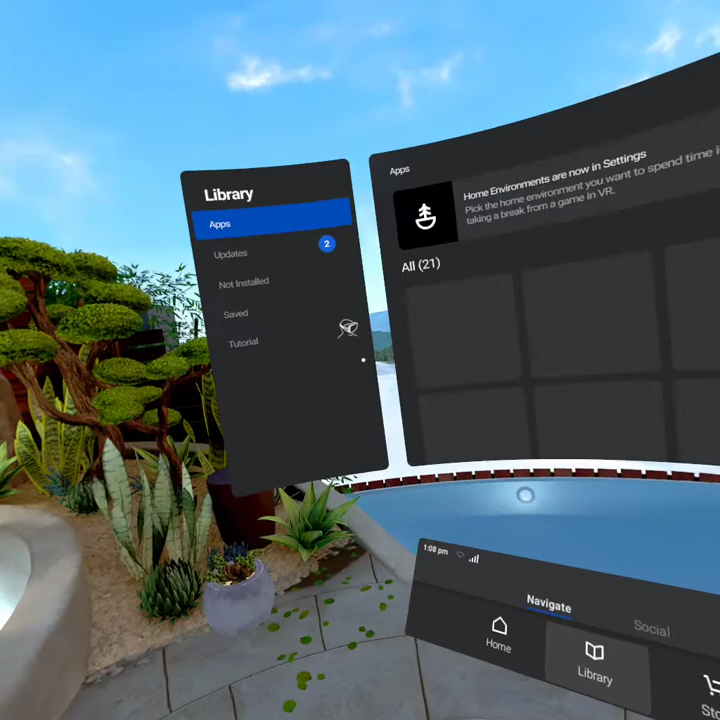 Library
Apps
Updates
2
Not Installed
Saved
Tutorial
Apps
Home Environments are now in Settings
Pick the home environment you want to spend time
taking a break from a game in VR.
All (21)
1:08 pm
Navigate
Social
Home
Library